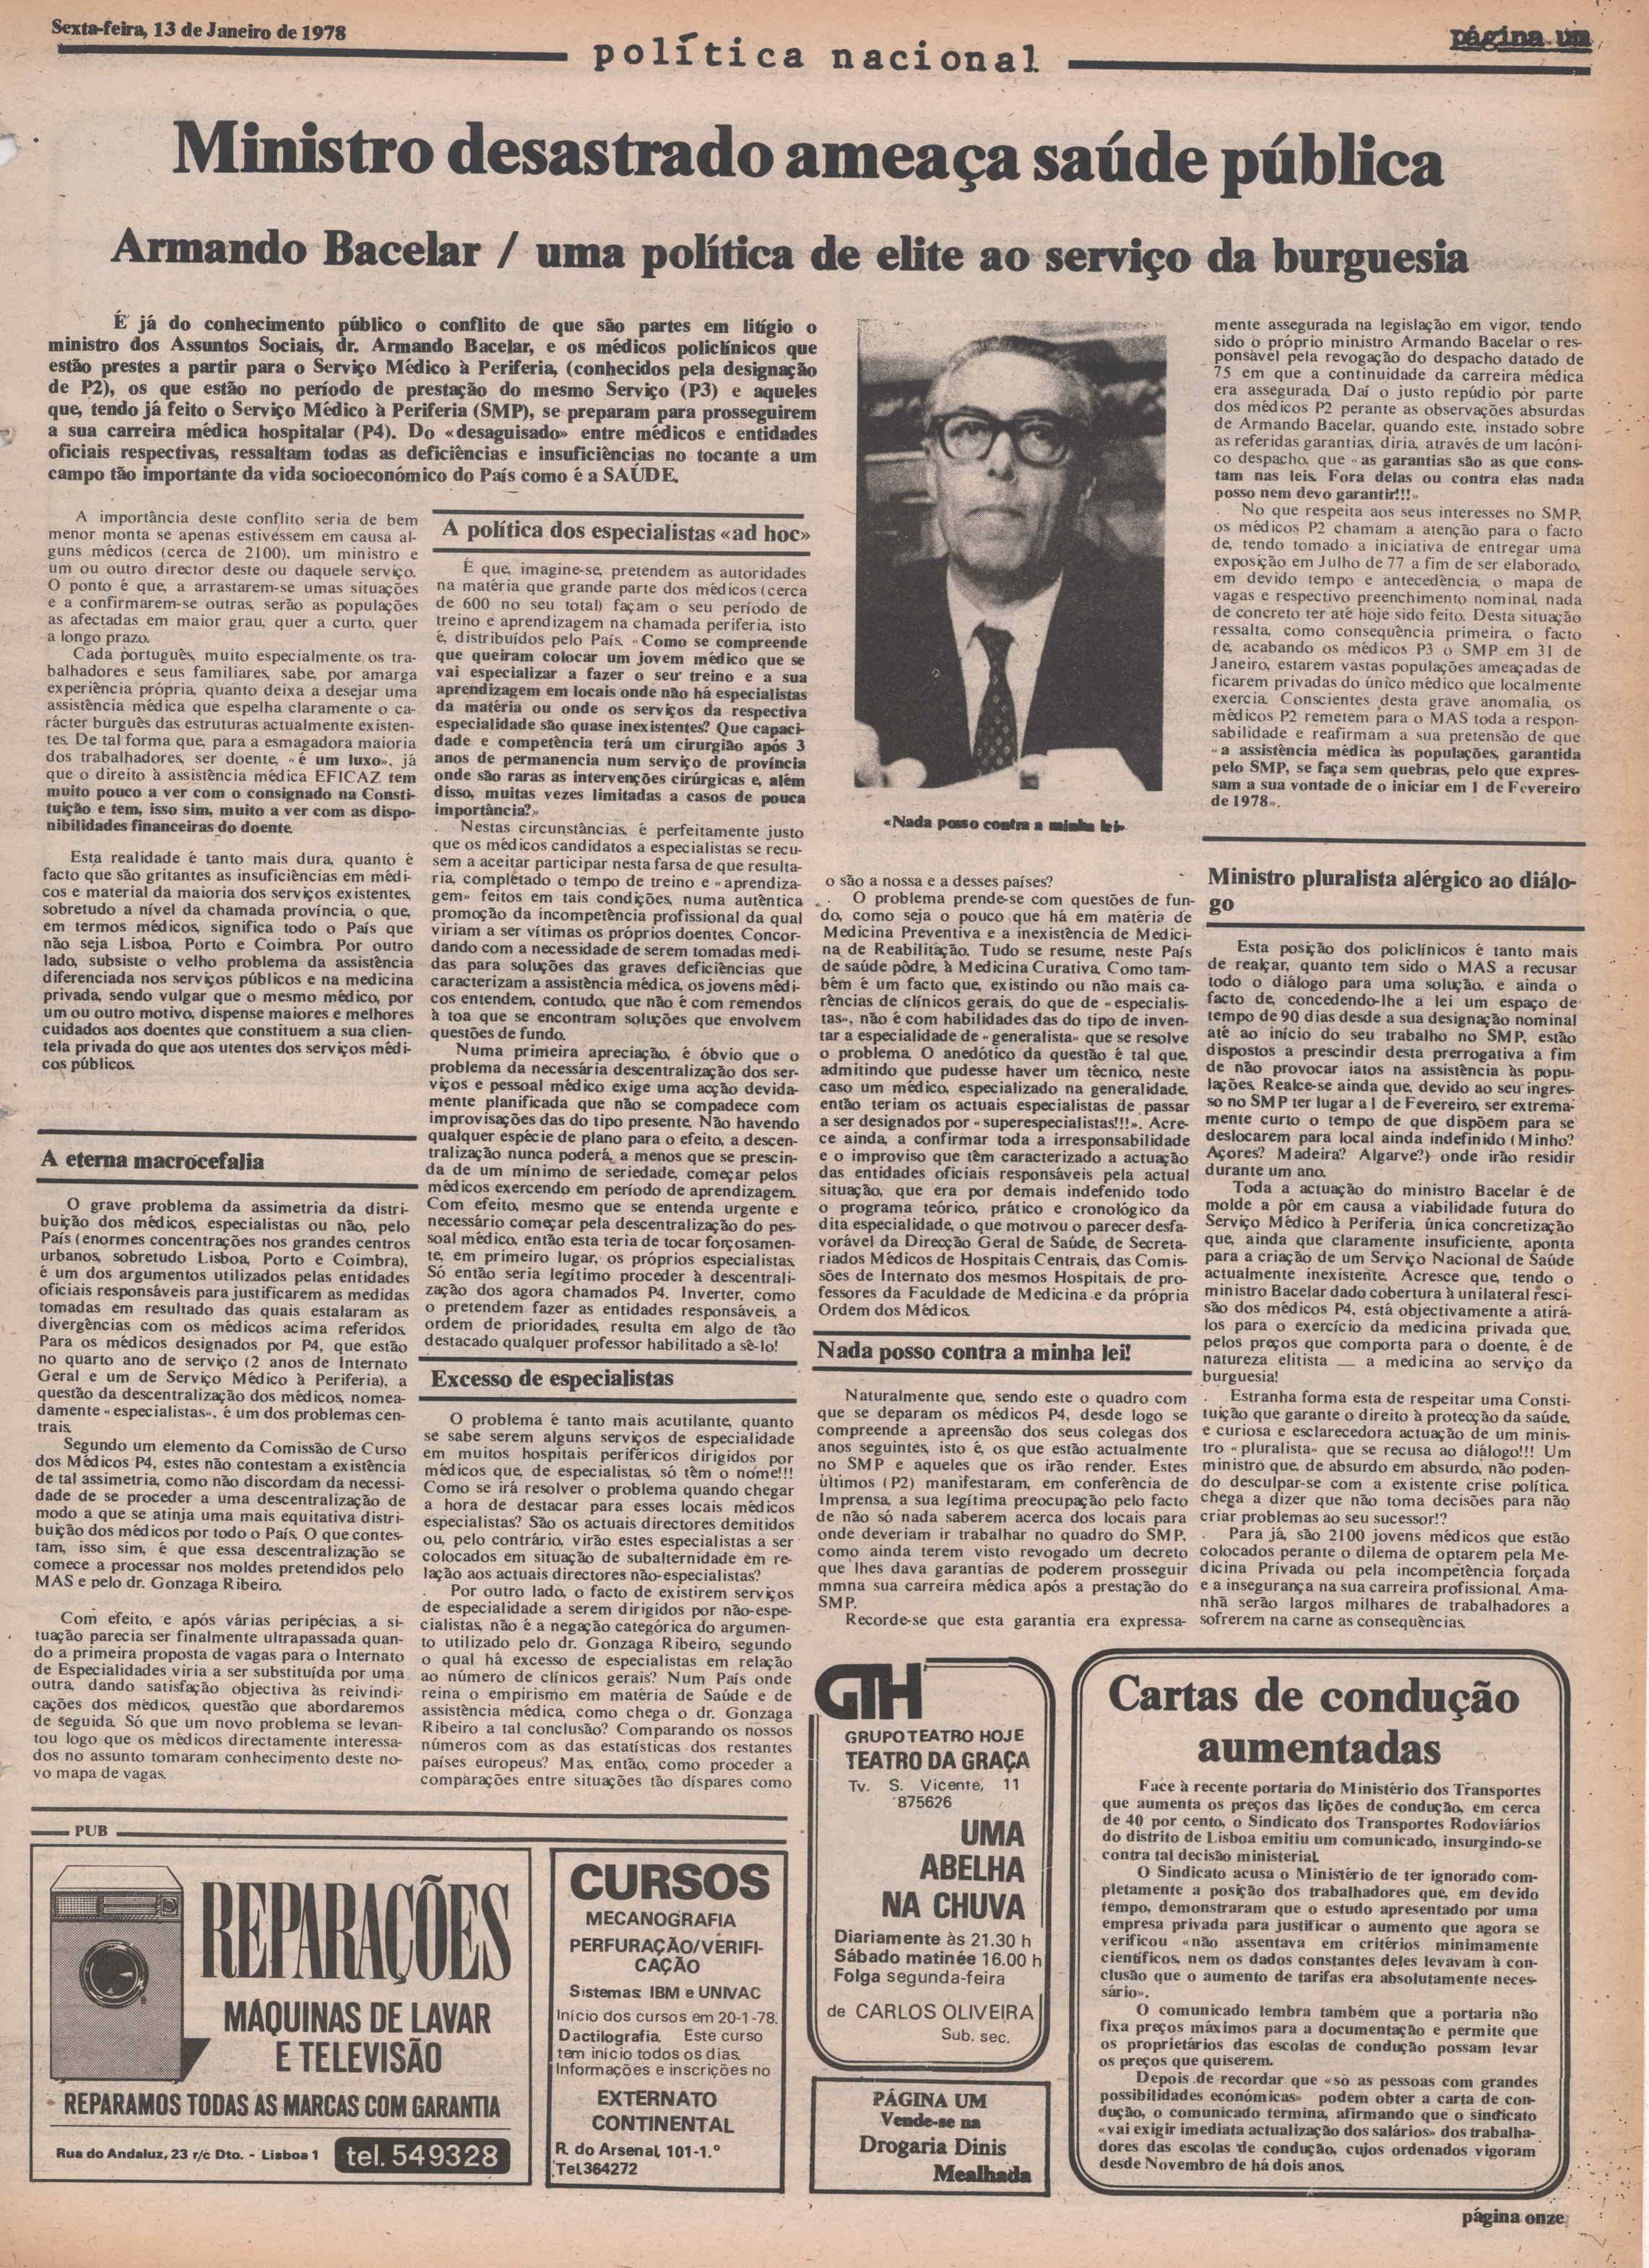 Sexta-feira, 13 de Janeiro de 1978
página um
política nacional
Ministro desastrado ameaça saúde pública
Armando Bacelar / uma política de elite ao serviço da burguesia
É já do conhecimento público o conflito de que são partes em litígio o
ministro dos Assuntos Sociais, dr. Armando Bacelar, e os médicos policlínicos que
estão prestes a partir para o Serviço Médico à Periferia, (conhecidos pela designação
de P2), os que estão no período de prestação do mesmo Serviço (P3) e aqueles
que, tendo já feito o Serviço Médico à Periferia (SMP), se preparam para prosseguirem
a sua carreira médica hospitalar (P4). Do «desaguisado» entre médicos e entidades
oficiais respectivas, ressaltam todas as deficiências e insuficiências no tocante a um
campo tão importante da vida socioeconómico do País como é a SAÚDE.
A importância deste conflito seria de bem
menor monta se apenas estivessem em causa al-
guns médicos (cerca de 2100), um ministro e
um ou outro director deste ou daquele serviço.
O ponto é que, a arrastarem-se umas situações
e a confirmarem-se outras, serão as populações
as afectadas em maior grau, quer a curto, quer
a longo prazo.
Cada português, muito especialmente os tra-
balhadores e seus familiares, sabe, por amarga
experiência própria, quanto deixa a desejar uma
assistência médica que espelha claramente o ca-
rácter burguês das estruturas actualmente existen-
tes. De tal forma que, para a esmagadora maioria
dos trabalhadores, ser doente, «é um luxo», já
que o direito à assistência médica EFICAZ tem
muito pouco a ver com o consignado na Consti-
tuição e tem, isso sim, muito a ver com as dispo-
nibilidades financeiras do doente.
Esta realidade é tanto mais dura, quanto é
facto que são gritantes as insuficiências em médi-
cos e material da maioria dos serviços existentes,
sobretudo a nível da chamada província, o que,
em termos médicos, significa todo o País que
não seja Lisboa, Porto e Coimbra. Por outro
lado, subsiste o velho problema da assistência
diferenciada nos serviços públicos e na medicina
privada, sendo vulgar que o mesmo médico, por
um ou outro motivo, dispense maiores e melhores
cuidados aos doentes que constituem a sua clien-
tela privada do que aos utentes dos serviços médi-
cos públicos.
A eterna macrocefalia
O grave problema da assimetria da distri-
buição dos médicos, especialistas ou não, pelo
País (enormes concentrações nos grandes centros
urbanos, sobretudo Lisboa, Porto e Coimbra),
é um dos argumentos utilizados pelas entidades
oficiais responsáveis para justificarem as medidas
tomadas em resultado das quais estalaram as
divergências com os médicos acima referidos.
Para os médicos designados por P4, que estão
no quarto ano de serviço (2 anos de Internato
Geral e um de Serviço Médico à Periferia), a
questão da descentralização dos médicos, nomea-
damente «especialistas», é um dos problemas cen-
trais.
Segundo um elemento da Comissão de Curso
dos Médicos P4, estes não contestam a existência
de tal assimetria, como não discordam da necessi-
dade de se proceder a uma descentralização de
modo a que se atinja uma mais equitativa distri-
buição dos médicos por todo o País. O que contes-
tam, isso sim, é que essa descentralização se
comece a processar nos moldes pretendidos pelo
MAS e pelo dr. Gonzaga Ribeiro.
Com efeito, e após várias peripécias, a si-
tuação parecia ser finalmente ultrapassada quan-
do a primeira proposta de vagas para o Internato
de Especialidades viria a ser substituída por uma
outra, dando satisfação objectiva às reivindi-
cações dos médicos, questão que abordaremos
de seguida. Só que um novo problema se levan-
tou logo que os médicos directamente interessa-
dos no assunto tomaram conhecimento deste no-
vo mapa de vagas.
A política dos especialistas «ad hoc»
É que, imagine-se, pretendem as autoridades
na matéria que grande parte dos médicos (cerca
de 600 no seu total) façam o seu período de
treino e aprendizagem na chamada periferia, isto
é, distribuídos pelo País. «Como se compreende
que queiram colocar um jovem médico que se
vai especializar a fazer o seu treino e a sua
aprendizagem em locais onde não há especialistas
da matéria ou onde os serviços da respectiva
especialidade são quase inexistentes? Que capaci-
dade e competência terá um cirurgião após 3
anos de permanencia num serviço de província
onde são raras as intervenções cirúrgicas e, além
disso, muitas vezes limitadas a casos de pouca
importância?»
Nestas circunstâncias, é perfeitamente justo
que os médicos candidatos a especialistas se recu-
sem a aceitar participar nesta farsa de que resulta-
ria, completado o tempo de treino e «aprendiza-
gem» feitos em tais condições, numa autêntica
promoção da incompetência profissional da qual
viriam a ser vítimas os próprios doentes. Concor-
dando com a necessidade de serem tomadas medi-
das para soluções das graves deficiências que
caracterizam a assistência médica, os jovens médi-
cos entendem, contudo, que não é com remendos
à toa que se encontram soluções que envolvem
questões de fundo.
Numa primeira apreciação, é óbvio que o
problema da necessária descentralização dos ser-
viços e pessoal médico exige uma acção devida-
mente planificada que não se compadece com
improvisações das do tipo presente. Não havendo
qualquer espécie de plano para o efeito, a descen-
tralização nunca poderá, a menos que se prescin-
da de um mínimo de seriedade, começar pelos
médicos exercendo em período de aprendizagem.
Com efeito, mesmo que se entenda urgente e
necessário começar pela descentralização do pes-
soal médico, então esta teria de tocar forçosamen-
te, em primeiro lugar, os próprios especialistas.
Só então seria legítimo proceder à descentrali-
zação dos agora chamados P4. Inverter, como
o pretendem fazer as entidades responsáveis, a
ordem de prioridades, resulta em algo de tão
destacado qualquer professor habilitado a sê-lo!
Excesso de especialistas
O problema é tanto mais acutilante, quanto
se sabe serem alguns serviços de especialidade
em muitos hospitais periféricos dirigidos por
médicos que, de especialistas, só têm o nome!!!
Como se irá resolver o problema quando chegar
a hora de destacar para esses locais médicos
especialistas? São os actuais directores demitidos
ou, pelo contrário, virão estes especialistas a ser
colocados em situação de subalternidade em re-
lação aos actuais directores não-especialistas?
Por outro lado, o facto de existirem serviços
de especialidade a serem dirigidos por não-espe-
cialistas, não é a negação categórica do argumen-
to utilizado pelo dr. Gonzaga Ribeiro, segundo
o qual há excesso de especialistas em relação
ao número de clínicos gerais? Num País onde
reina o empirismo em matéria de Saúde e de
assistência médica, como chega o dr. Gonzaga
Ribeiro a tal conclusão? Comparando os nossos
números com as das estatísticas dos restantes
países europeus? Mas, então, como proceder a
comparações entre situações tão díspares como
«Nada posso contra a minha lei»
o são a nossa e a desses países?
O problema prende-se com questões de fun-
do, como seja o pouco que há em matéria de
Medicina Preventiva e a inexistência de Medici-
na de Reabilitação. Tudo se resume, neste País
de saúde pôdre, à Medicina Curativa. Como tam-
bém é um facto que, existindo ou não mais ca-
rências de clínicos gerais, do que de «especialis-
tas», não é com habilidades das do tipo de inven-
tar a especialidade de «generalista» que se resolve
o problema. O anedótico da questão é tal que,
admitindo que pudesse haver um técnico, neste
caso um médico, especializado na generalidade,
então teriam os actuais especialistas de passar
a ser designados por «superespecialistas!!!». Acre-
ce ainda, a confirmar toda a irresponsabilidade
e o improviso que têm caracterizado a actuação
das entidades oficiais responsáveis pela actual
situação, que era por demais indefenido todo
o programa teórico, prático e cronológico da
dita especialidade, o que motivou o parecer desfa-
vorável da Direcção Geral de Saúde, de Secreta-
riados Médicos de Hospitais Centrais, das Comis-
sões de Internato dos mesmos Hospitais, de pro-
fessores da Faculdade de Medicina e da própria
Ordem dos Médicos.
Nada posso contra a minha lei!
Naturalmente que, sendo este o quadro com
que se deparam os médicos P4, desde logo se
compreende a apreensão dos seus colegas dos
anos seguintes, isto é, os que estão actualmente
no SMP e aqueles que os irão render. Estes
últimos (P2) manifestaram, em conferência de
Imprensa, a sua legítima preocupação pelo facto
de não só nada saberem acerca dos locais para
onde deveriam ir trabalhar no quadro do SMP,
como ainda terem visto revogado um decreto
que lhes dava garantias de poderem prosseguir
mmna sua carreira médica após a prestação do
SMP.
Recorde-se que esta garantia era expressa-
mente assegurada na legislação em vigor, tendo
sido o próprio ministro Armando Bacelar o res-
ponsável pela revogação do despacho datado de
75 em que a continuidade da carreira médica
era assegurada. Daí o justo repúdio por parte
dos médicos P2 perante as observações absurdas
de Armando Bacelar, quando este, instado sobre
as referidas garantias, diria, através de um lacóni-
co despacho, que «as garantias são as que cons-
tam nas leis. Fora delas ou contra elas nada
posso nem devo garantir!!!»
No que respeita aos seus interesses no SMP,
os médicos P2 chamam a atenção para o facto
de, tendo tomado a iniciativa de entregar uma
exposição em Julho de 77 a fim de ser elaborado,
em devido tempo e antecedência, o mapa de
vagas e respectivo preenchimento nominal, nada
de concreto ter até hoje sido feito. Desta situação
ressalta, como consequência primeira, o facto
de, acabando os médicos P3 o SMP em 31 de
Janeiro, estarem vastas populações ameaçadas de
ficarem privadas do único médico que localmente
exercia. Conscientes desta grave anomalia, os
médicos P2 remetem para o MAS toda a respon-
sabilidade e reafirmam a sua pretensão de que
«a assistência médica às populações, garantida
pelo SMP, se faça sem quebras, pelo que expres-
sam a sua vontade de o iniciar em 1 de Fevereiro
de 1978».
Ministro pluralista alérgico ao diálo-
go
Esta posição dos policlínicos é tanto mais
de realçar, quanto tem sido o MAS a recusar
todo o diálogo para uma solução, e ainda o
facto de, concedendo-lhe a lei um espaço de
tempo de 90 dias desde a sua designação nominal
até ao início do seu trabalho no SMP, estão
dispostos a prescindir desta prerrogativa a fim
de não provocar iatos na assistência às popu-
lações. Realce-se ainda que, devido ao seu ingres-
so no SMP ter lugar a 1 de Fevereiro, ser extrema-
mente curto o tempo de que dispõem para se
deslocarem para local ainda indefinido (Minho?
Açores? Madeira? Algarve?) onde irão residir
durante um ano.
Toda a actuação do ministro Bacelar é de
molde a pôr em causa a viabilidade futura do
Serviço Médico à Periferia, única concretização
que, ainda que claramente insuficiente, aponta
para a criação de um Serviço Nacional de Saúde
actualmente inexistente. Acresce que, tendo o
ministro Bacelar dado cobertura à unilateral resci-
são dos médicos P4, está objectivamente a atirá-
los para o exercício da medicina privada que,
pelos preços que comporta para o doente, é de
natureza elitista — a medicina ao serviço da
burguesia!
Estranha forma esta de respeitar uma Consti-
tuição que garante o direito à protecção da saúde,
e curiosa e esclarecedora actuação de um minis-
tro «pluralista» que se recusa ao diálogo!!! Um
ministro que, de absurdo em absurdo, não poden-
do desculpar-se com a existente crise política
chega a dizer que não toma decisões para não
criar problemas ao seu sucessor!?
Para já, são 2100 jovens médicos que estão
colocados perante o dilema de optarem pela Me-
dicina Privada ou pela incompetência forçada
e a insegurança na sua carreira profissional. Ama-
nhã serão largos milhares de trabalhadores a
sofrerem na carne as consequências.
PUB
REPARAÇÕES
MÁQUINAS DE LAVAR
E TELEVISÃO
REPARAMOS TODAS AS MARCAS COM GARANTIA
Rua do Andaluz, 23 r/c Dto. - Lisboa 1
tel. 549328
CURSOS
MECANOGRAFIA
PERFURAÇÃO/VERIFI-
CAÇÃO
Sistemas: IBM e UNIVAC
Início dos cursos em 20-1-78.
Dactilografia. Este curso
tem início todos os dias.
Informações e inscrições no
EXTERNATO
CONTINENTAL
R. do Arsenal, 101-1.º
Tel.364272
GTH
GRUPO TEATRO HOJE
TEATRO DA GRAÇA
Tv. S. Vicente, 11
875626
UMA
ABELHA
NA CHUVA
Diariamente às 21.30 h
Sábado matinée 16.00 h
Folga segunda-feira
de CARLOS OLIVEIRA
Sub. sec.
PÁGINA UM
Vende-se na
Drogaria Dinis
Mealhada
Cartas de condução
aumentadas
Face à recente portaria do Ministério dos Transportes
que aumenta os preços das lições de condução, em cerca
de 40 por cento, o Sindicato dos Transportes Rodoviários
do distrito de Lisboa emitiu um comunicado, insurgindo-se
contra tal decisão ministerial.
O Sindicato acusa o Ministério de ter ignorado com-
pletamente a posição dos trabalhadores que, em devido
tempo, demonstraram que o estudo apresentado por uma
empresa privada para justificar o aumento que agora se
verificou «não assentava em critérios minimamente
científicos, nem os dados constantes deles levavam à con-
clusão que o aumento de tarifas era absolutamente neces-
sário».
O comunicado lembra também que a portaria não
fixa preços máximos para a documentação e permite que
os proprietários das escolas de condução possam levar
os preços que quiserem.
Depois de recordar que «só as pessoas com grandes
possibilidades económicas» podem obter a carta de con-
dução, o comunicado termina, afirmando que o sindicato
«vai exigir imediata actualização dos salários» dos trabalha-
dores das escolas de condução, cujos ordenados vigoram
desde Novembro de há dois anos.
página onze